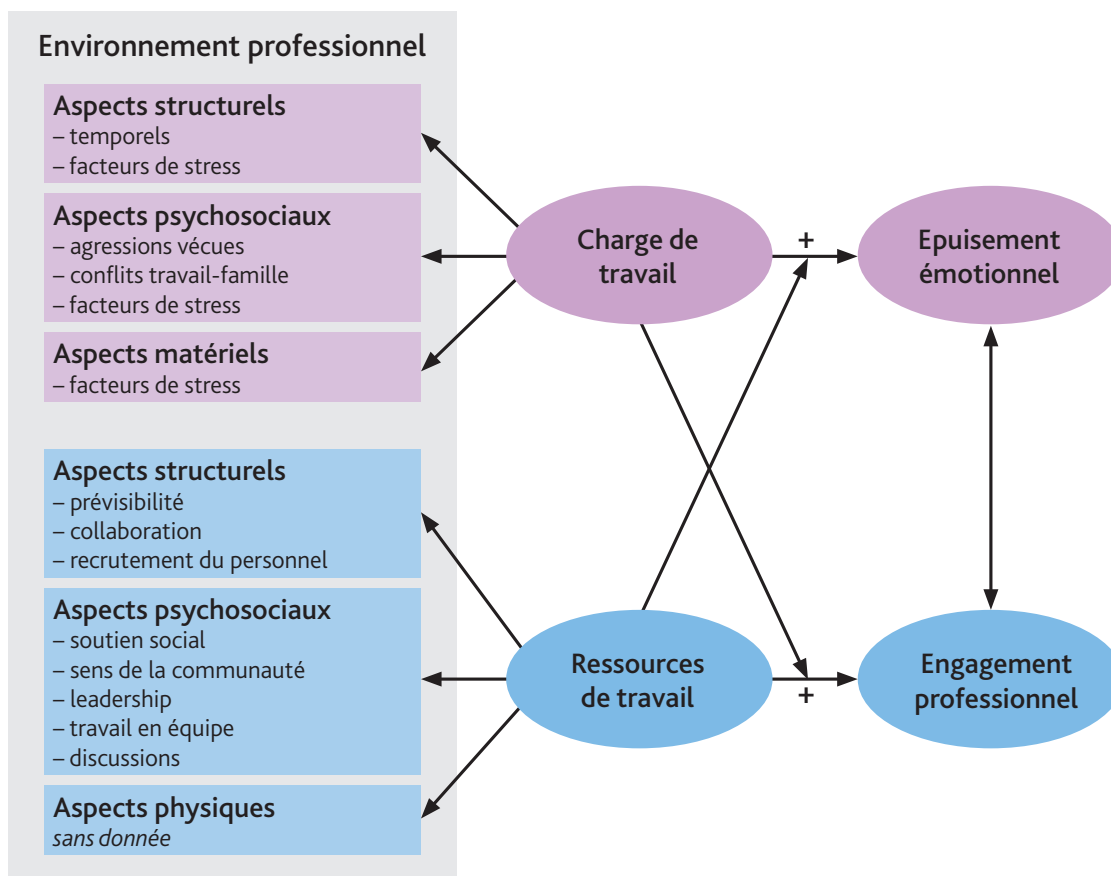 Environnement professionnel
Aspects structurels
– temporels
– facteurs de stress
Aspects psychosociaux
– agressions vécues
– conflits travail-famille
– facteurs de stress
Aspects matériels
– facteurs de stress
Aspects structurels
– prévisibilité
– collaboration
– recrutement du personnel
Aspects psychosociaux
– soutien social
– sens de la communauté
– leadership
– travail en équipe
– discussions
Aspects physiques
sans donnée
Charge de
travail
+
Epuisement
émotionnel
Ressources
de travail
+
Engagement
professionnel